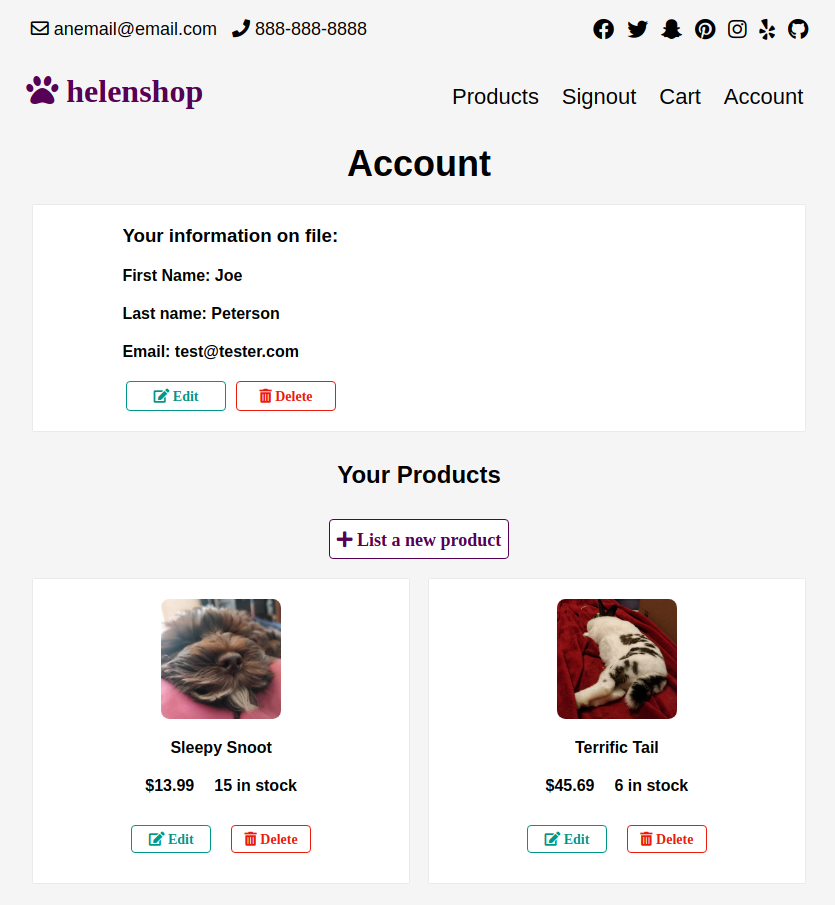 anemail@email.com 888-888-8888
helenshop
Products Signout Cart Account
Account
Your information on file:
First Name: Joe
Last name: Peterson
Email: test@tester.com
Edit Delete
Your Products
List a new product
Sleepy Snoot
$13.99 15 in stock
Edit Delete
Terrific Tail
$45.69 6 in stock
Edit Delete